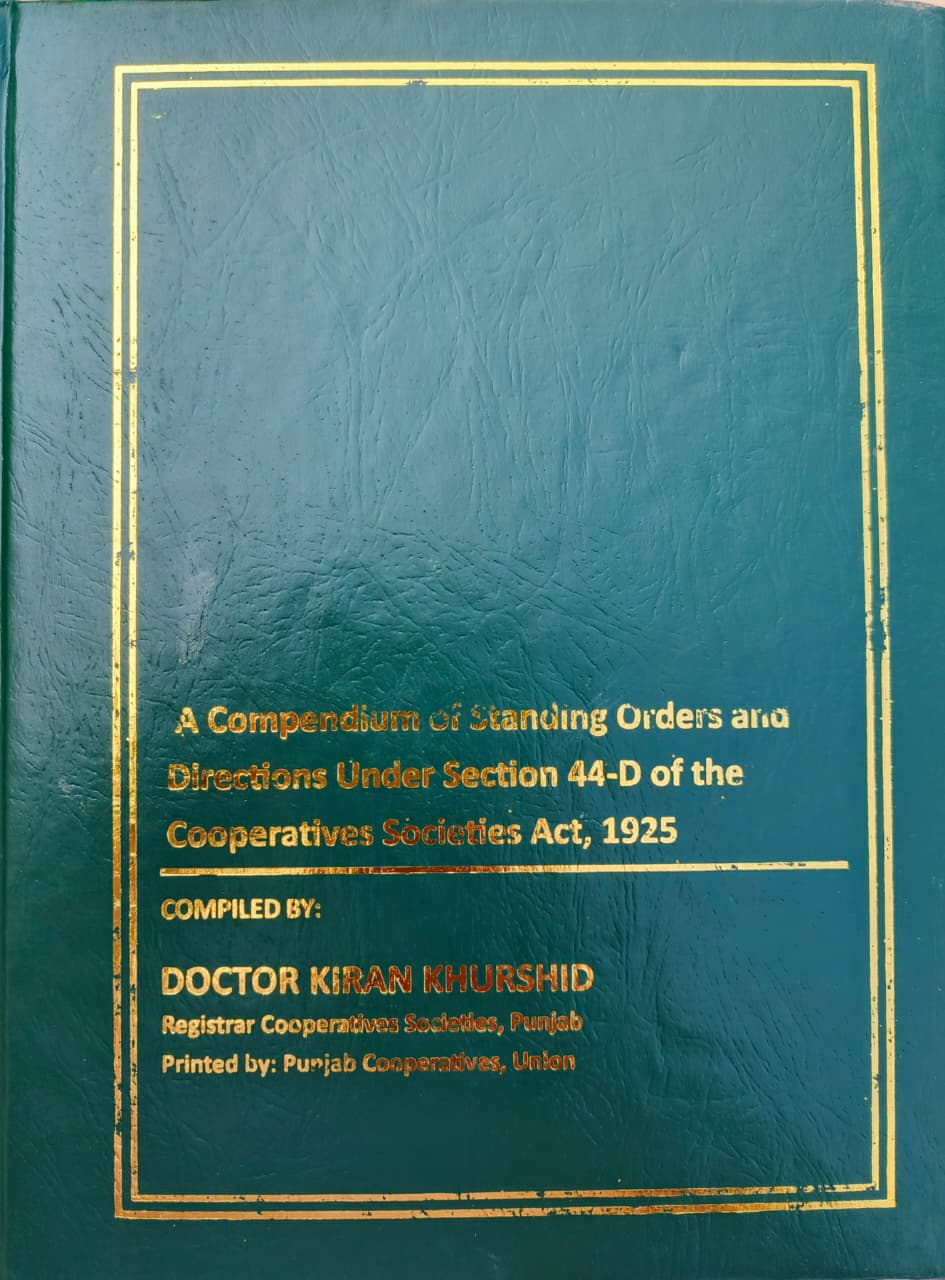 A Compendium of Standing Orders and
Directions Under Section 44-D of the
Cooperatives Societies Act, 1925
COMPILED BY:
DOCTOR KIRAN KHURSHID
Registrar Cooperatives Societies, Punjab
Printed by: Punjab Cooperatives, Union